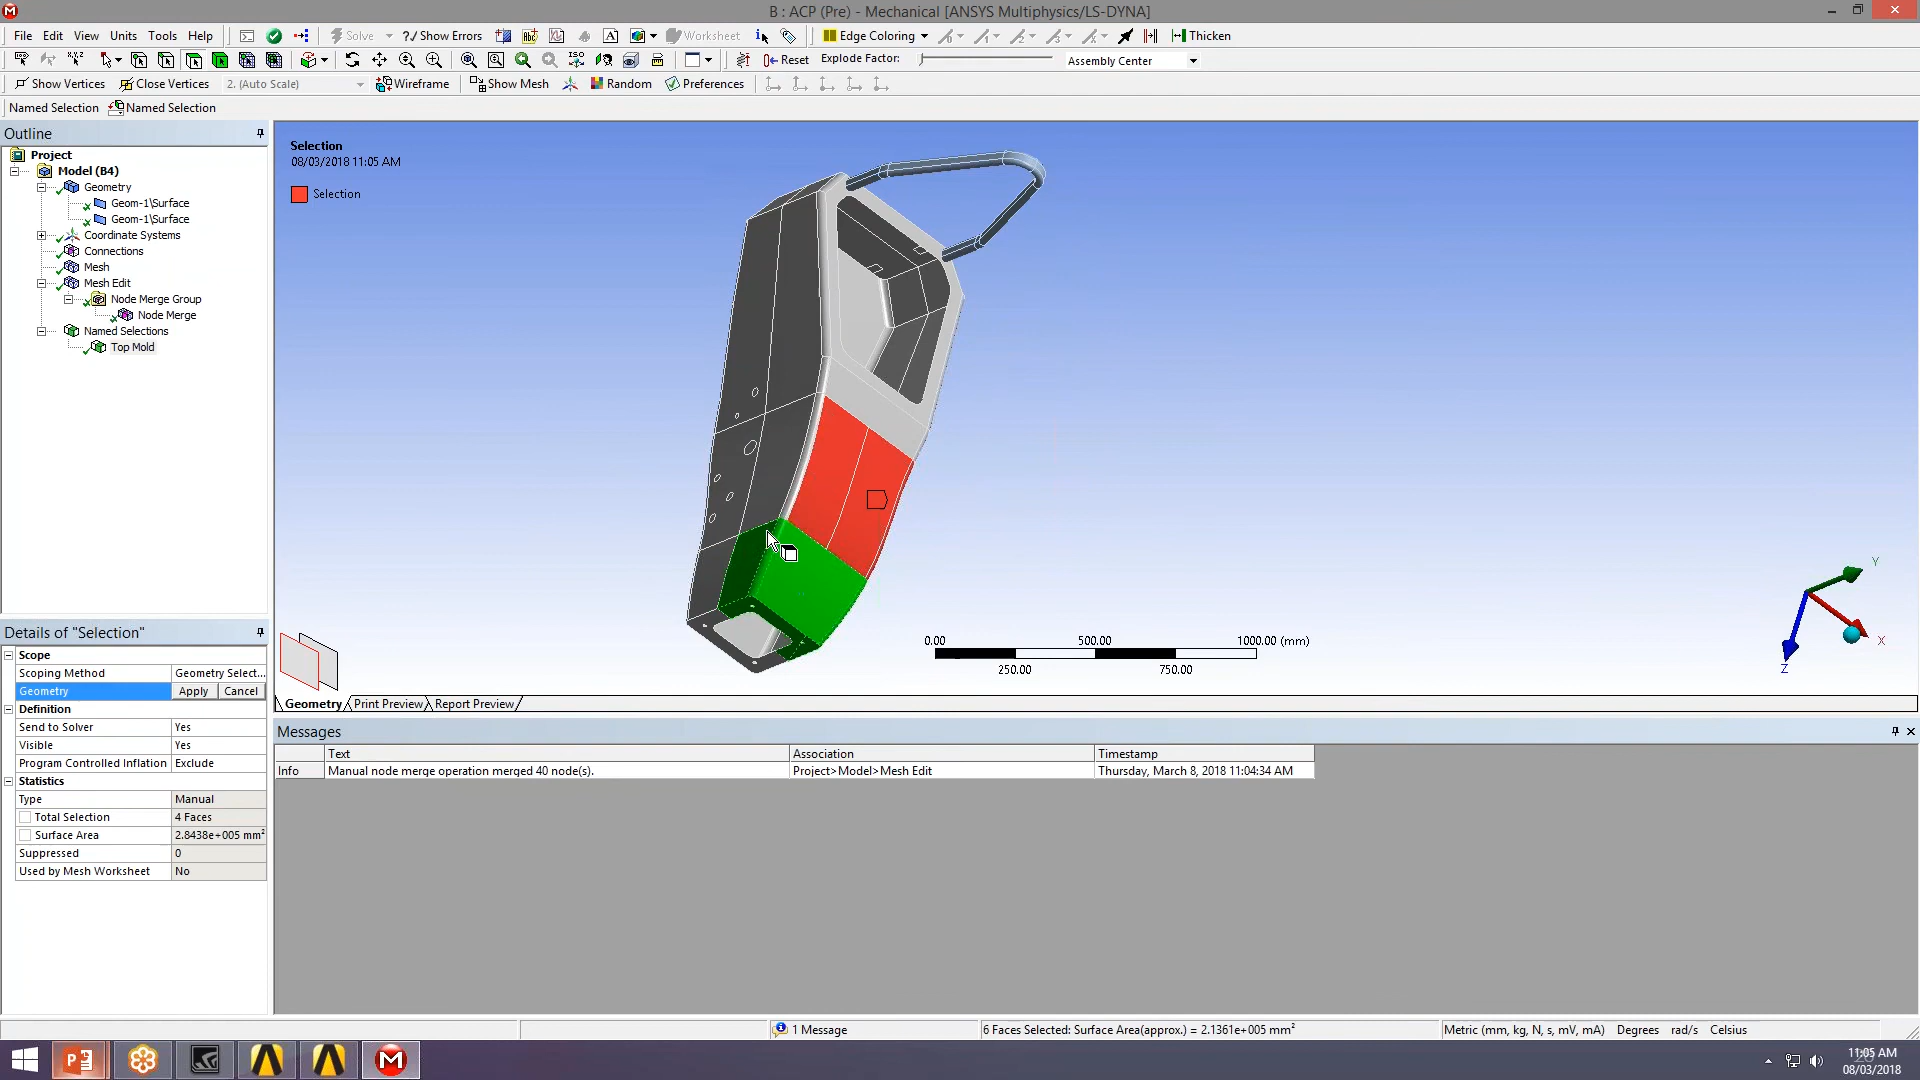 B : ACP (Pre) - Mechanical [ANSYS Multiphysics/LS-DYNA]
File Edit View Units Tools Help Solve ?/ Show Errors Worksheet Edge Coloring Thicken
Reset Explode Factor: Assembly Center
Show Vertices Close Vertices 2. (Auto Scale) Wireframe Show Mesh Random Preferences
Named Selection Named Selection
Outline
Project
Model (B4)
Geometry
Geom-1\Surface
Geom-1\Surface
Coordinate Systems
Connections
Mesh
Mesh Edit
Node Merge Group
Node Merge
Named Selections
Top Mold
Details of "Selection"
Scope
Scoping Method Geometry Select...
Geometry Apply Cancel
Definition
Send to Solver Yes
Visible Yes
Program Controlled Inflation Exclude
Statistics
Type Manual
Total Selection 4 Faces
Surface Area 2.8438e+005 mm²
Suppressed 0
Used by Mesh Worksheet No
Selection
08/03/2018 11:05 AM
Selection
0.00 500.00 1000.00 (mm)
250.00 750.00
Y
X
Z
Geometry Print Preview Report Preview
Messages
Text Association Timestamp
Info Manual node merge operation merged 40 node(s). Project>Model>Mesh Edit Thursday, March 8, 2018 11:04:34 AM
1 Message 6 Faces Selected: Surface Area(approx.) = 2.1361e+005 mm² Metric (mm, kg, N, s, mV, mA) Degrees rad/s Celsius
11:05 AM
08/03/2018